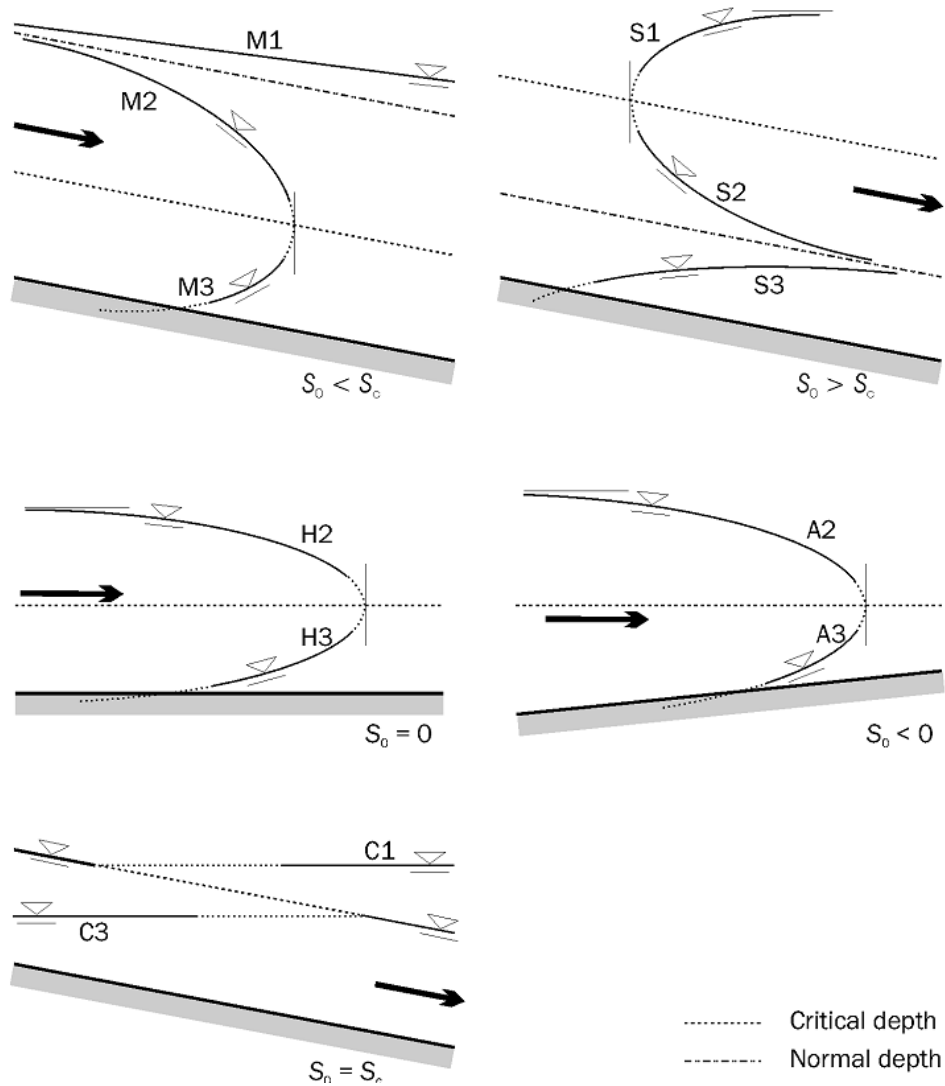 M1
M2
M3
S₀ < S꜀
S1
S2
S3
S₀ > S꜀
H2
H3
S₀ = 0
A2
A3
S₀ < 0
C1
C3
S₀ = S꜀
Critical depth
Normal depth